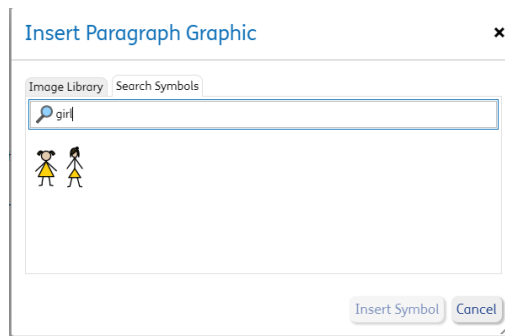 Insert Paragraph Graphic
Image Library Search Symbols
girl
Insert Symbol Cancel